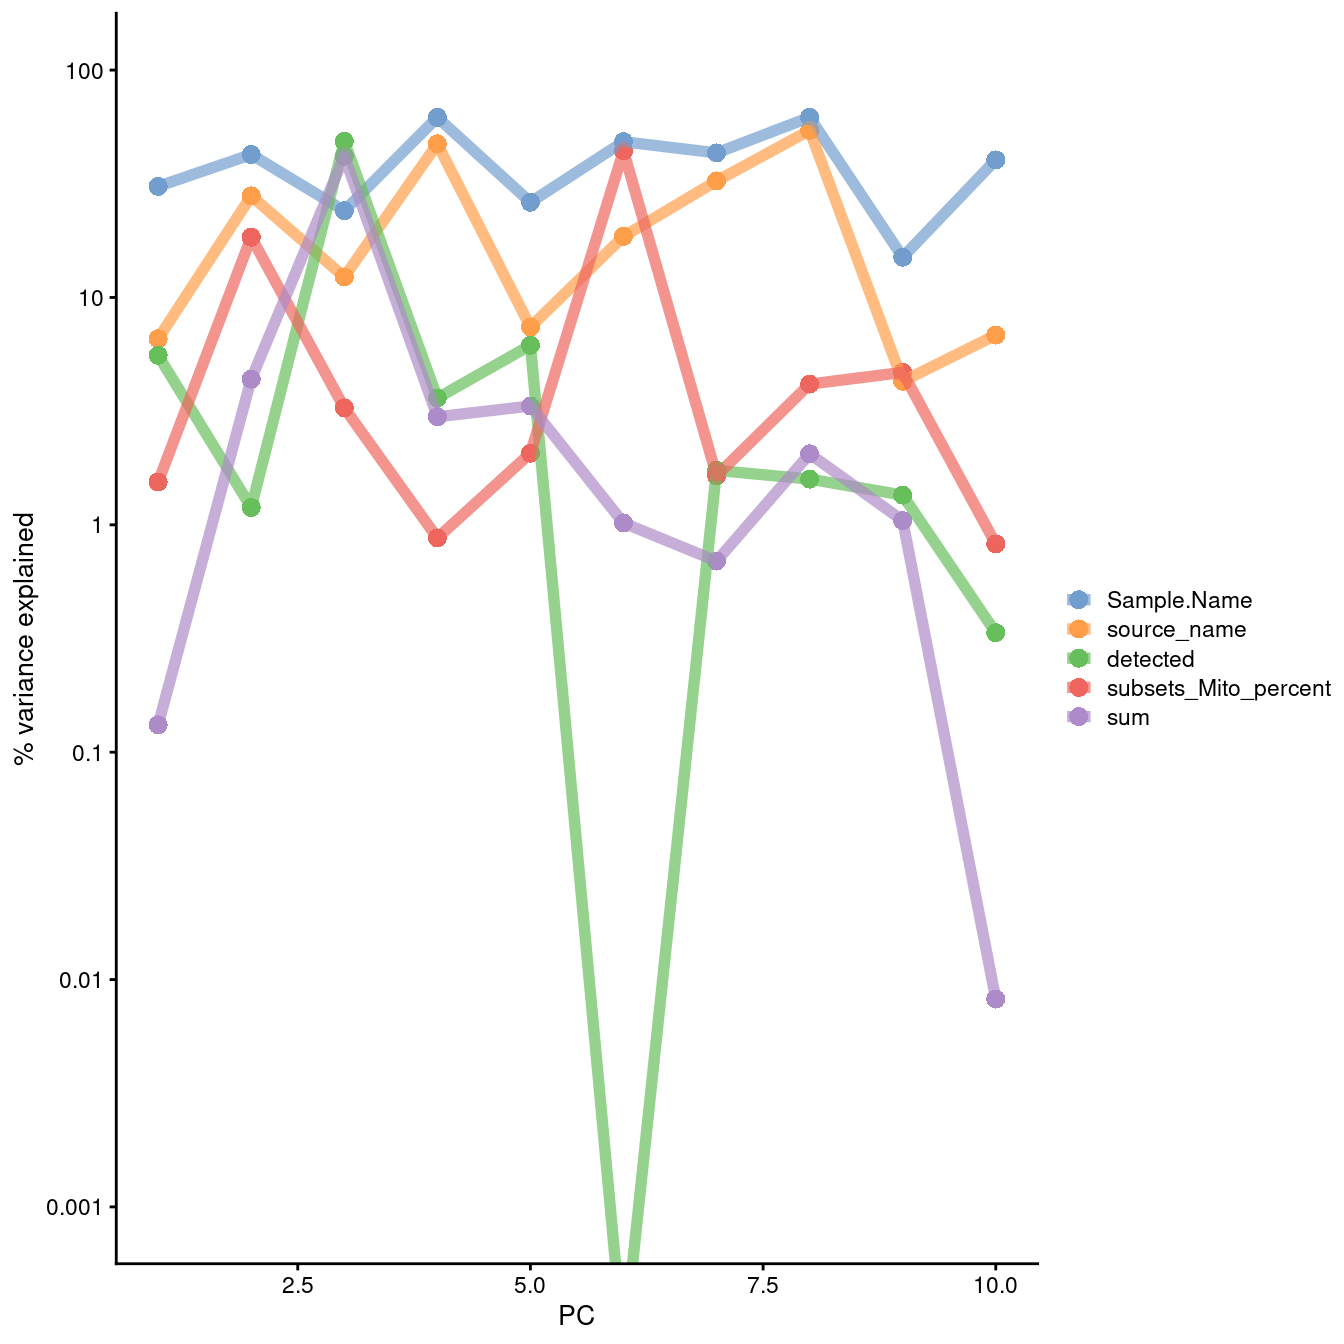 % variance explained
100
10
1
0.1
0.01
0.001
2.5
5.0
7.5
10.0
PC
Sample.Name
source_name
detected
subsets_Mito_percent
sum